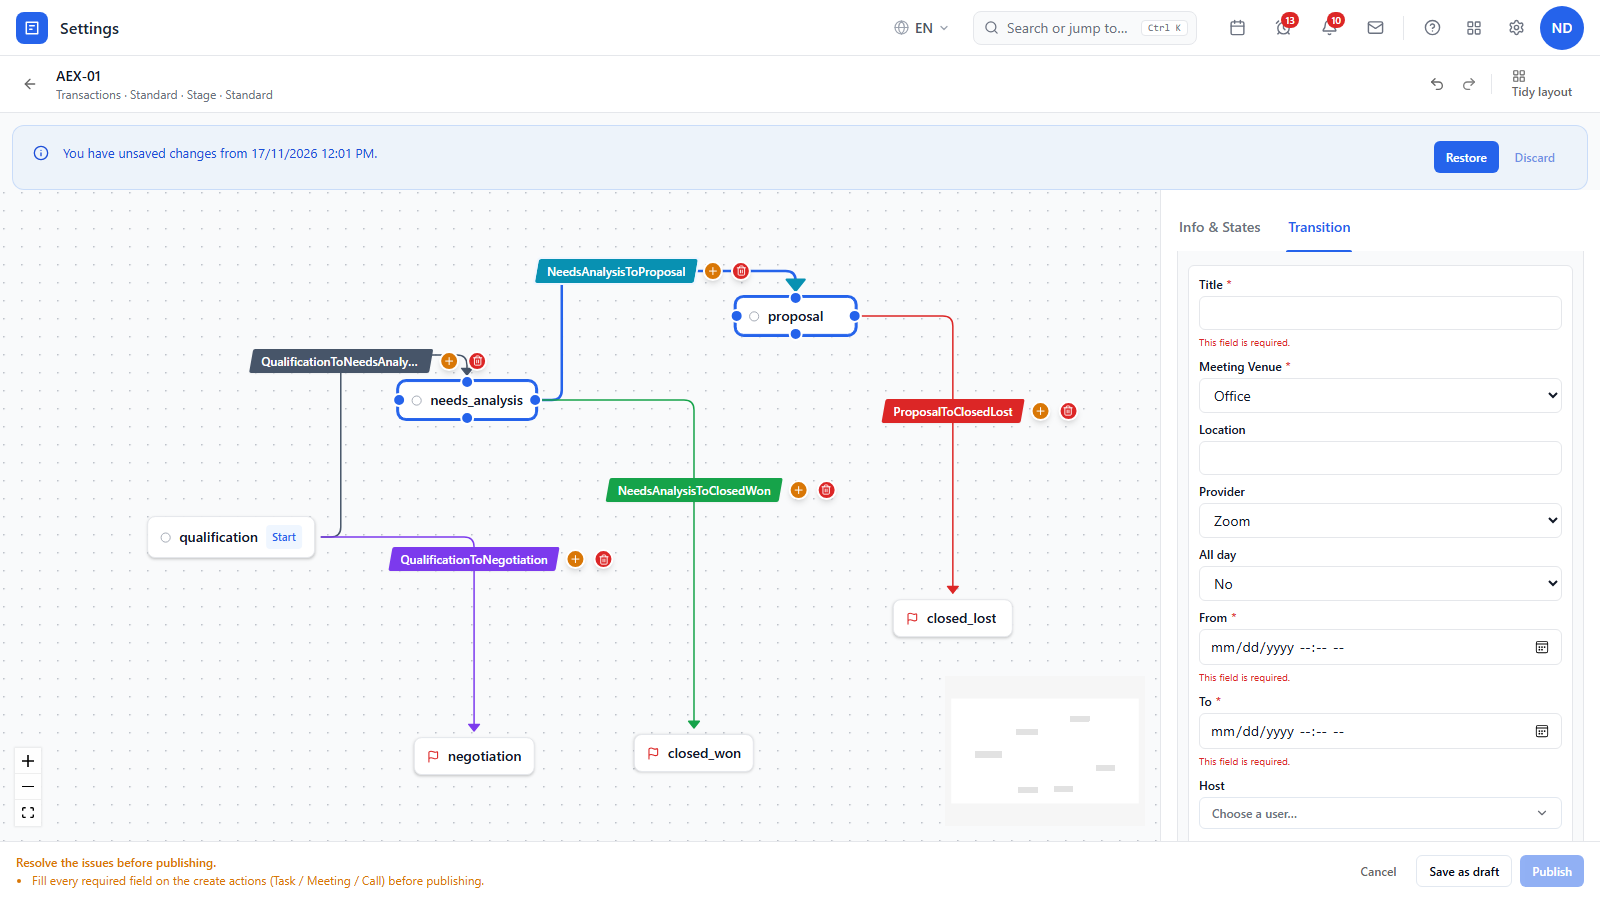 Settings
EN
Search or jump to...
Ctrl K
13
10
ND
AEX-01
Transactions · Standard · Stage · Standard
Tidy layout
You have unsaved changes from 17/11/2026 12:01 PM.
Restore
Discard
Info & States
Transition
NeedsAnalysisToProposal
proposal
QualificationToNeedsAnaly...
needs_analysis
ProposalToClosedLost
NeedsAnalysisToClosedWon
qualification
Start
QualificationToNegotiation
closed_lost
negotiation
closed_won
Title *
This field is required.
Meeting Venue *
Office
Location
Provider
Zoom
All day
No
From *
mm/dd/yyyy --:-- --
This field is required.
To *
mm/dd/yyyy --:-- --
This field is required.
Host
Choose a user...
Resolve the issues before publishing.
• Fill every required field on the create actions (Task / Meeting / Call) before publishing.
Cancel
Save as draft
Publish